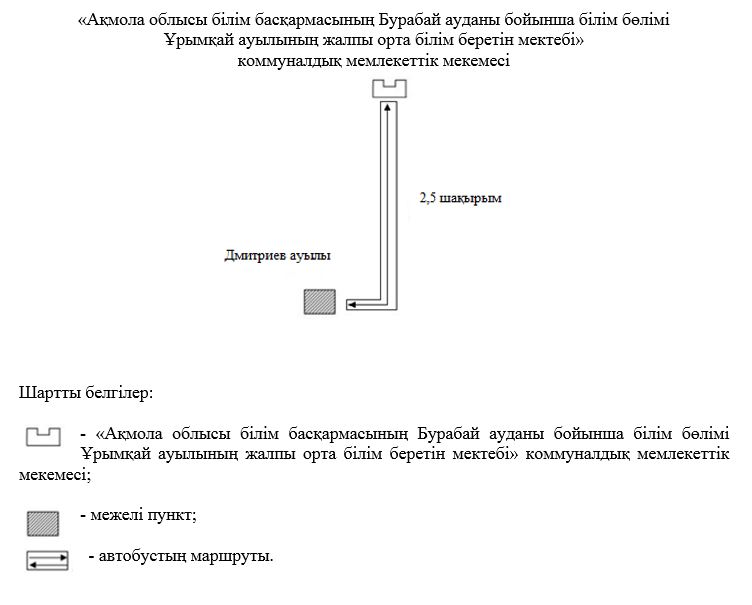 «Ақмола облысы білім басқармасының Бурабай ауданы бойынша білім бөлімі
Ұрымқай ауылының жалпы орта білім беретін мектебі»
коммуналдық мемлекеттік мекемесі
2,5 шақырым
Дмитриев ауылы
Шартты белгілер:
- «Ақмола облысы білім басқармасының Бурабай ауданы бойынша білім бөлімі
Ұрымқай ауылының жалпы орта білім беретін мектебі» коммуналдық мемлекеттік
мекемесі;
- межелі пункт;
- автобустың маршруты.